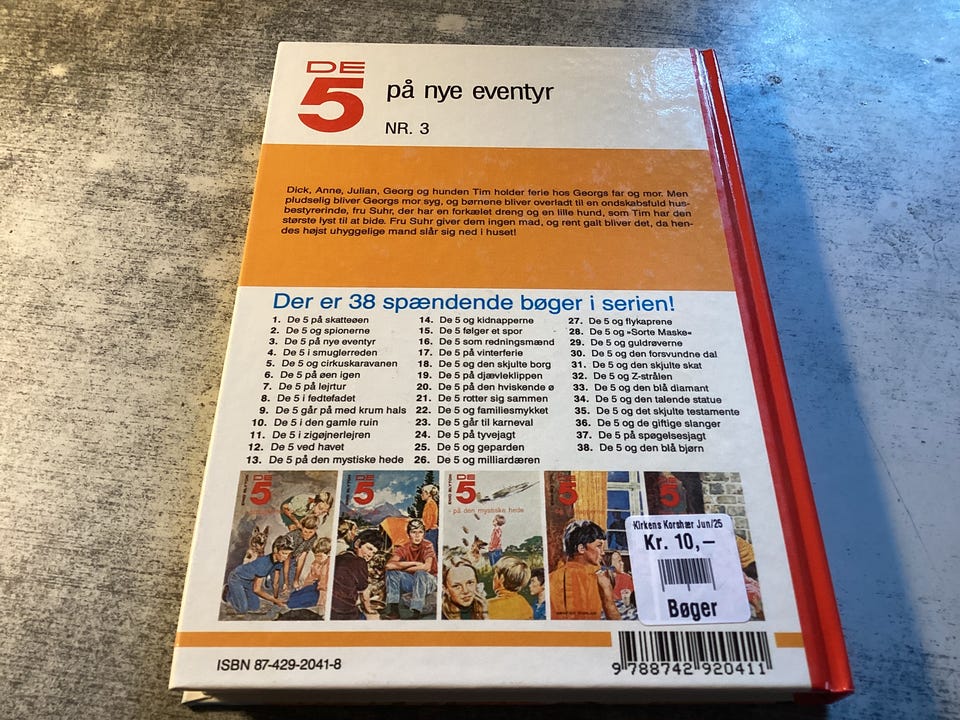 DE
5
på nye eventyr
NR. 3
Dick, Anne, Julian, Georg og hunden Tim holder ferie hos Georgs far og mor. Men
pludselig bliver Georgs mor syg, og børnene bliver overladt til en ondskabsfuld hus-
bestyrerinde, fru Suhr, der har en forkælet dreng og en lille hund, som Tim har den
største lyst til at bide. Fru Suhr giver dem ingen mad, og rent galt bliver det, da hen-
des højst uhyggelige mand slår sig ned i huset!
Der er 38 spændende bøger i serien!
1. De 5 på skatteøen
2. De 5 og spionerne
3. De 5 på nye eventyr
4. De 5 i smuglerreden
5. De 5 og cirkuskaravanen
6. De 5 på øen igen
7. De 5 på lejrtur
8. De 5 i fedtefadet
9. De 5 går på med krum hals
10. De 5 i den gamle ruin
11. De 5 i zigøjnerlejren
12. De 5 ved havet
13. De 5 på den mystiske hede
14. De 5 og kidnapperne
15. De 5 følger et spor
16. De 5 som redningsmænd
17. De 5 på vinterferie
18. De 5 og den skjulte borg
19. De 5 på djævleklippen
20. De 5 på den hviskende ø
21. De 5 rotter sig sammen
22. De 5 og familiesmykket
23. De 5 går til karneval
24. De 5 på tyvejagt
25. De 5 og geparden
26. De 5 og milliardæren
27. De 5 og flykaprene
28. De 5 og »Sorte Maske«
29. De 5 og guldrøverne
30. De 5 og den forsvundne dal
31. De 5 og den skjulte skat
32. De 5 og Z-strålen
33. De 5 og den blå diamant
34. De 5 og den talende statue
35. De 5 og det skjulte testamente
36. De 5 og de giftige slanger
37. De 5 på spøgelsesjagt
38. De 5 og den blå bjørn
ENID BLYTON
DE
5
ENID BLYTON
DE
5
ENID BLYTON
DE
5
- på den mystiske hede
DE
5
DE
5
Kirkens Korshær Jun/25
Kr. 10,-
Bøger
ISBN 87-429-2041-8
9 788742 920411